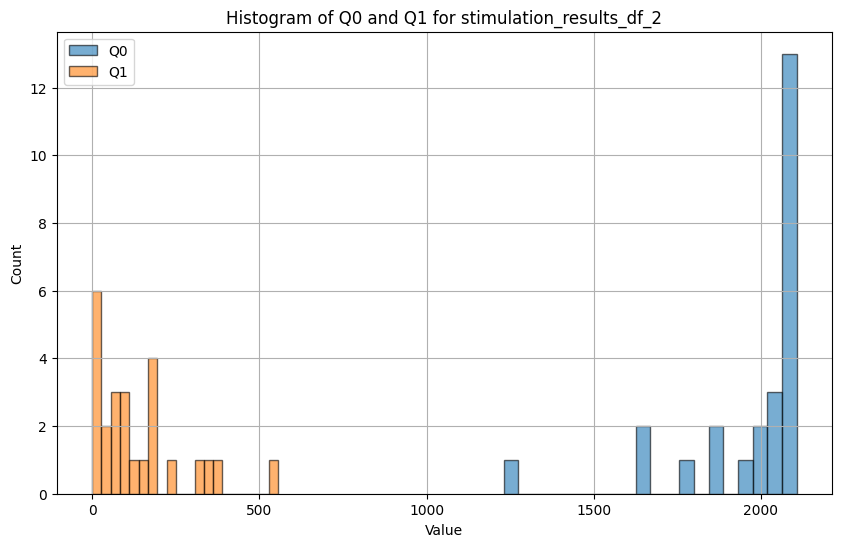 Histogram of Q0 and Q1 for stimulation_results_df_2
Q0
Q1
12
10
8
6
4
2
0
Count
0
500
1000
1500
2000
Value